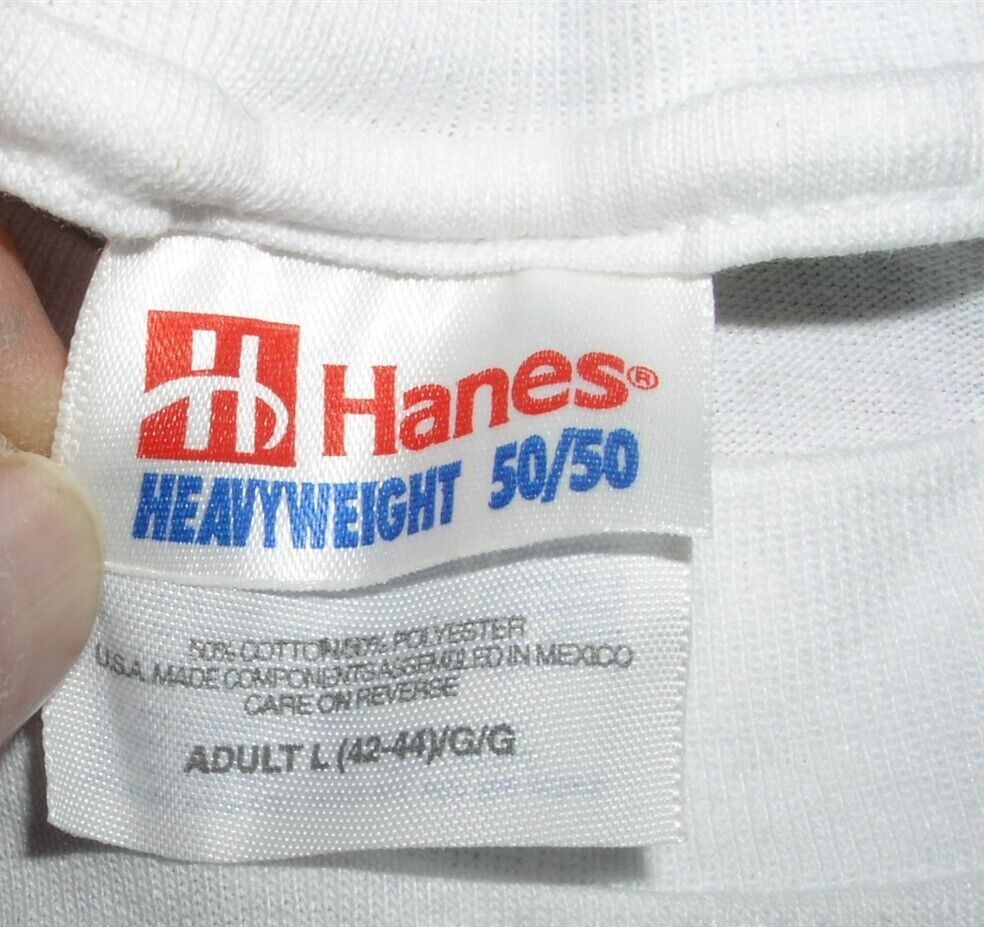 H Hanes®
HEAVYWEIGHT 50/50
50% COTTON/50% POLYESTER
U.S.A. MADE COMPONENTS ASSEMBLED IN MEXICO
CARE ON REVERSE
ADULT L (42-44)/G/G